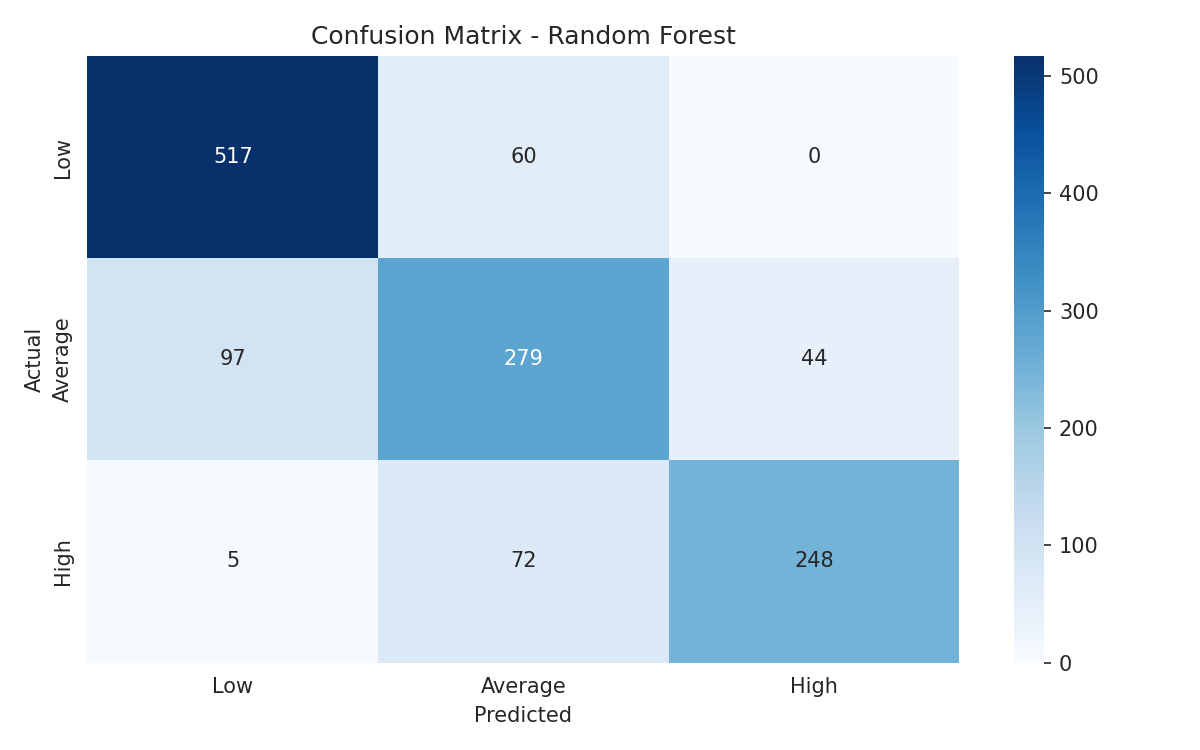 Confusion Matrix - Random Forest
Low
517
60
0
Actual
Average
97
279
44
High
5
72
248
Low
Average
High
Predicted
500
400
300
200
100
0